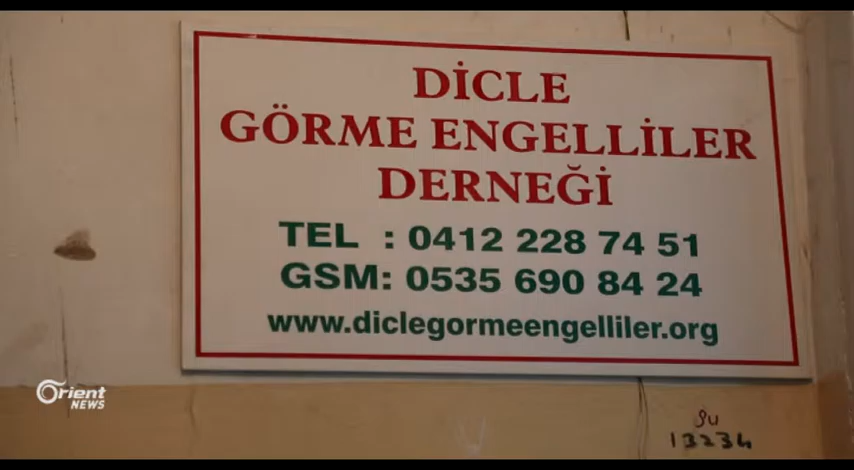 DİCLE
GÖRME ENGELLİLER
DERNEĞİ
TEL : 0412 228 74 51
GSM: 0535 690 84 24
www.diclegormeengelliler.org
Orient
NEWS
su
13234